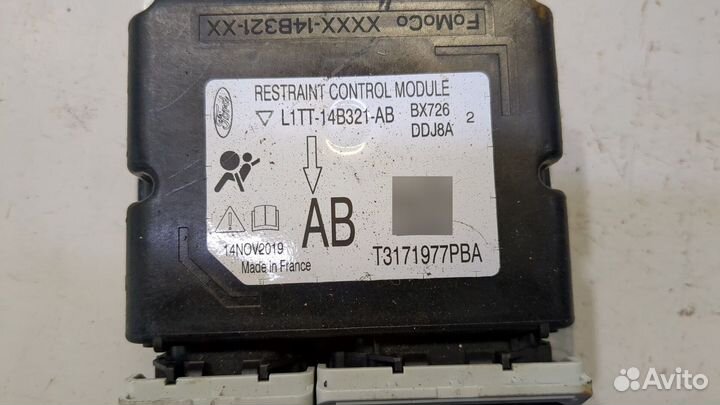 FoMoCo XXXX-14B321-XX
RESTRAINT CONTROL MODULE
Ford
L1TT-14B321-AB BX726 2
DDJ8A
AB
14NOV2019
Made in France
T3171977PBA
Avito